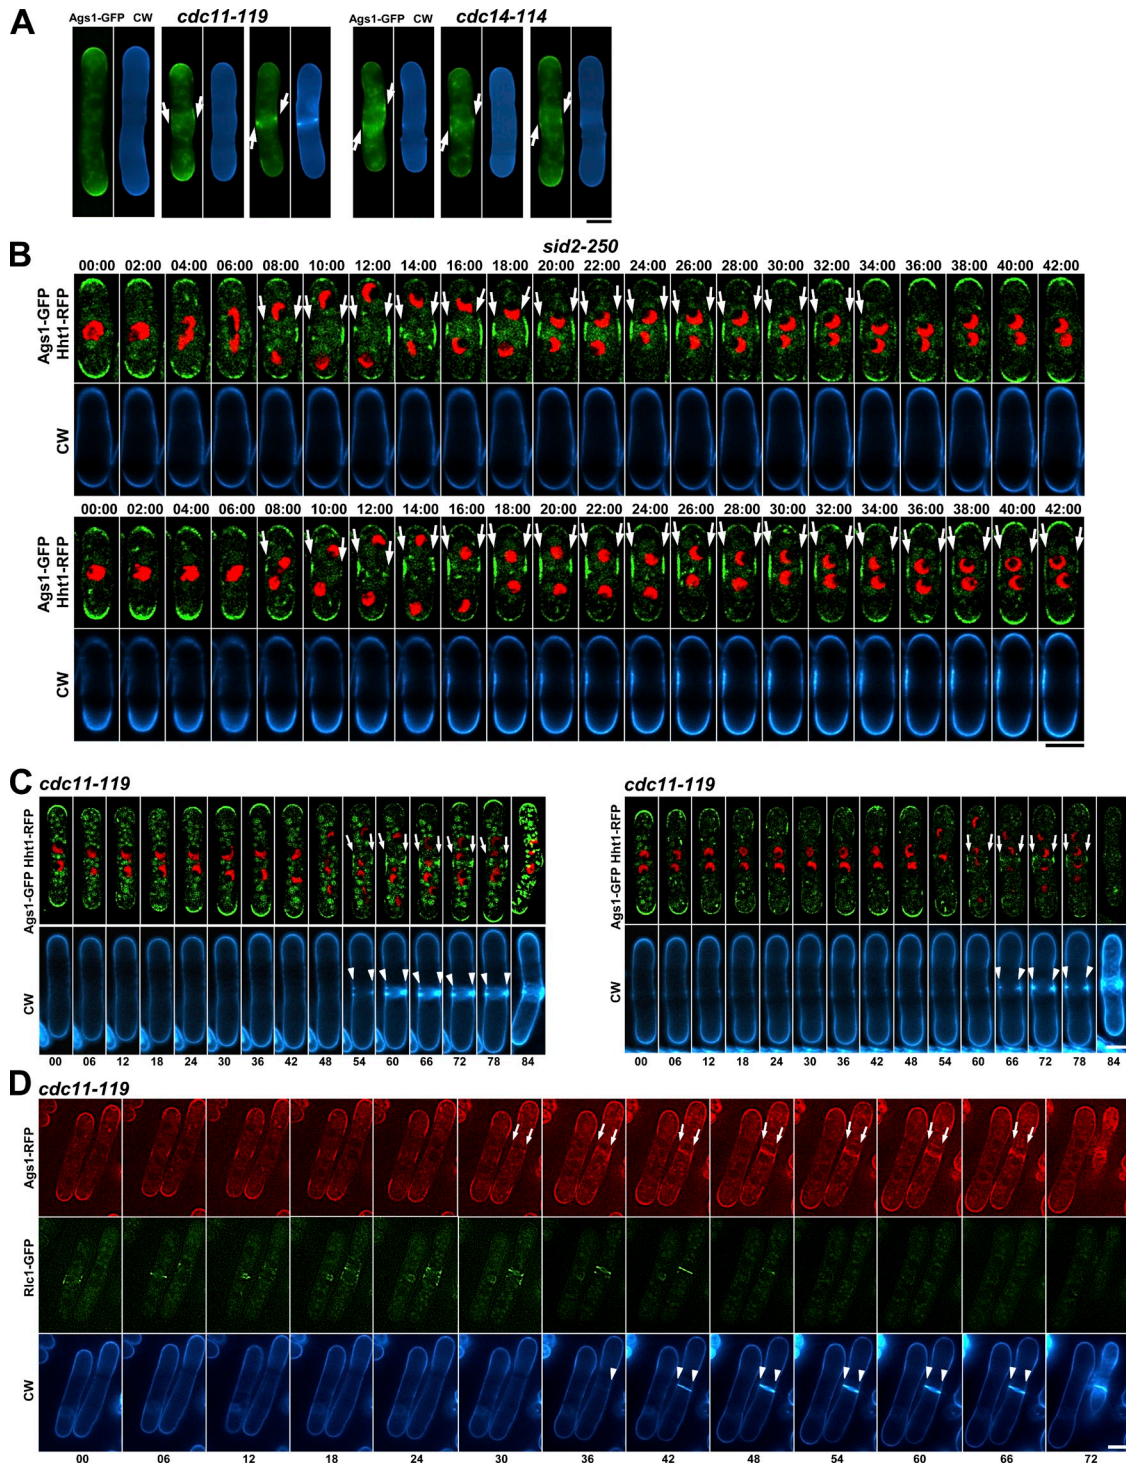 A
Ags1-GFP CW cdc11-119 Ags1-GFP CW cdc14-114
B
sid2-250
00:00 02:00 04:00 06:00 08:00 10:00 12:00 14:00 16:00 18:00 20:00 22:00 24:00 26:00 28:00 30:00 32:00 34:00 36:00 38:00 40:00 42:00
Ags1-GFP
Hht1-RFP
CW
00:00 02:00 04:00 06:00 08:00 10:00 12:00 14:00 16:00 18:00 20:00 22:00 24:00 26:00 28:00 30:00 32:00 34:00 36:00 38:00 40:00 42:00
Ags1-GFP
Hht1-RFP
CW
C
cdc11-119
Ags1-GFP Hht1-RFP
CW
00 06 12 18 24 30 36 42 48 54 60 66 72 78 84
cdc11-119
Ags1-GFP Hht1-RFP
CW
00 06 12 18 24 30 36 42 48 54 60 66 72 78 84
D
cdc11-119
Ags1-RFP
Rlc1-GFP
CW
00 06 12 18 24 30 36 42 48 54 60 66 72